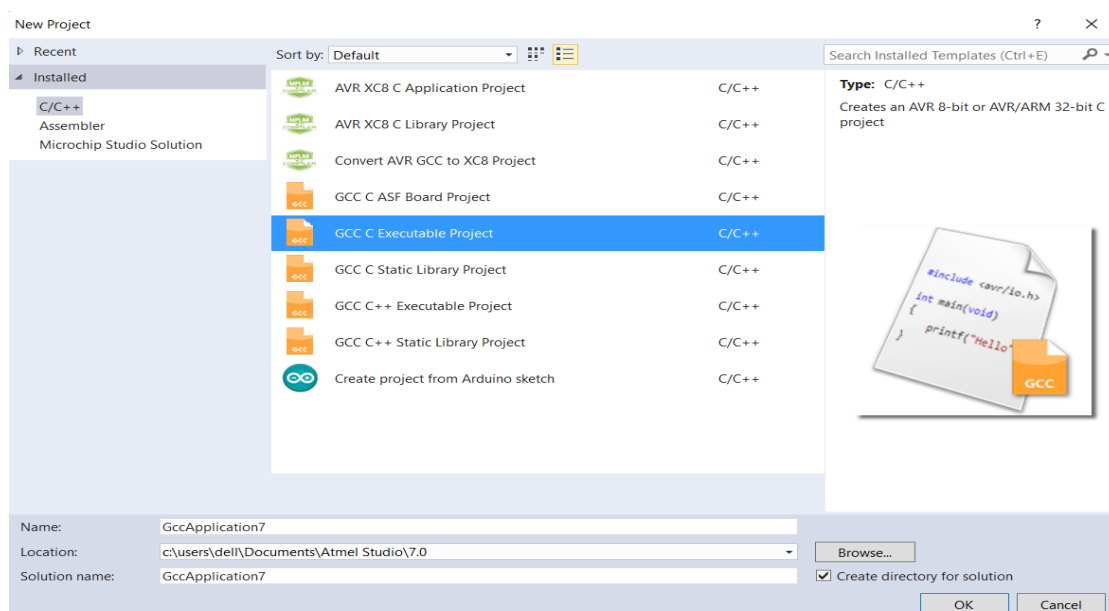 New Project
? ×
Recent
Installed
C/C++
Assembler
Microchip Studio Solution
Sort by: Default
Search Installed Templates (Ctrl+E)
AVR XC8 C Application Project C/C++
AVR XC8 C Library Project C/C++
Convert AVR GCC to XC8 Project C/C++
GCC C ASF Board Project C/C++
GCC C Executable Project C/C++
GCC C Static Library Project C/C++
GCC C++ Executable Project C/C++
GCC C++ Static Library Project C/C++
Create project from Arduino sketch C/C++
Type: C/C++
Creates an AVR 8-bit or AVR/ARM 32-bit C
project
#include <avr/io.h>
int main(void)
{
printf("Hello"
}
GCC
Name: GccApplication7
Location: c:\users\dell\Documents\Atmel Studio\7.0
Browse...
Solution name: GccApplication7
Create directory for solution
OK Cancel